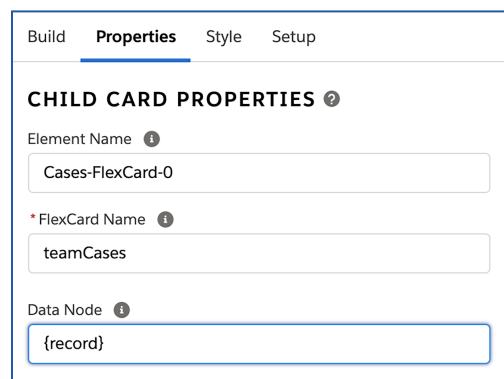 Build Properties Style Setup
CHILD CARD PROPERTIES ?
Element Name i
Cases-FlexCard-0
* FlexCard Name i
teamCases
Data Node i
{record}